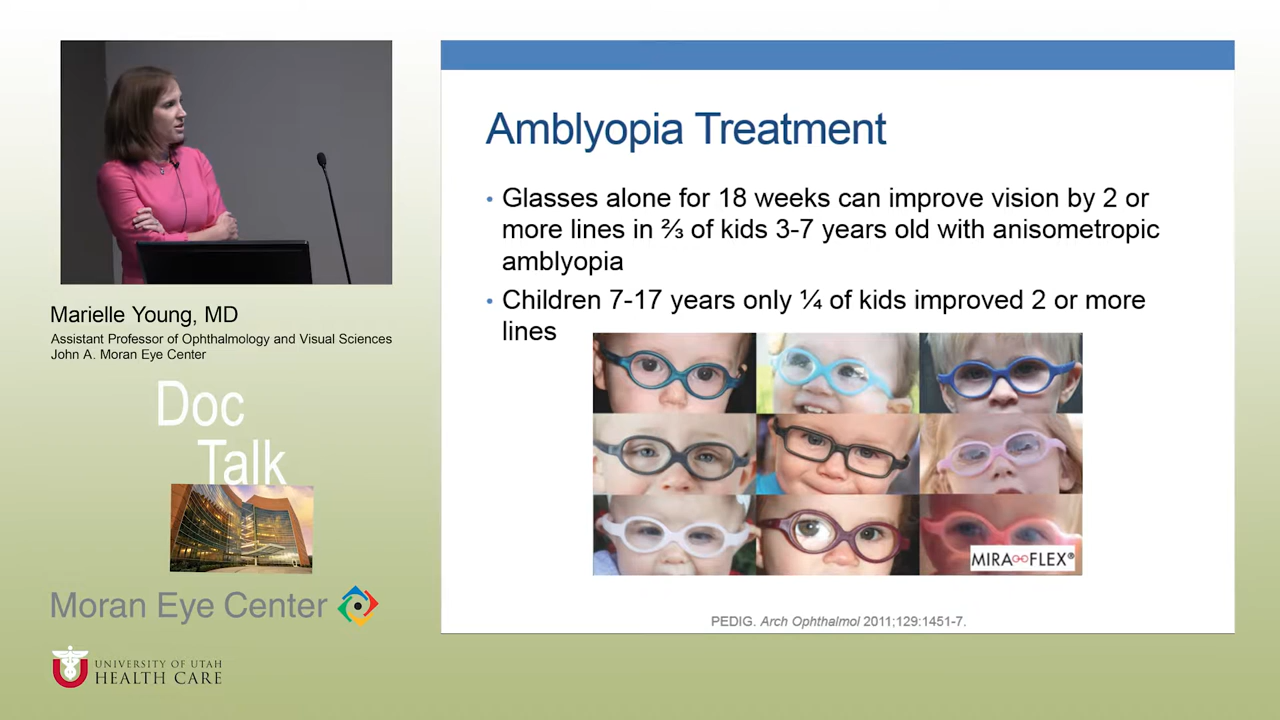 Marielle Young, MD
Assistant Professor of Ophthalmology and Visual Sciences
John A. Moran Eye Center
Doc
Talk
Moran Eye Center
UNIVERSITY OF UTAH
HEALTH CARE
Amblyopia Treatment
• Glasses alone for 18 weeks can improve vision by 2 or
more lines in ⅔ of kids 3-7 years old with anisometropic
amblyopia
• Children 7-17 years only ¼ of kids improved 2 or more
lines
MIRAFLEX®
PEDIG. Arch Ophthalmol 2011;129:1451-7.